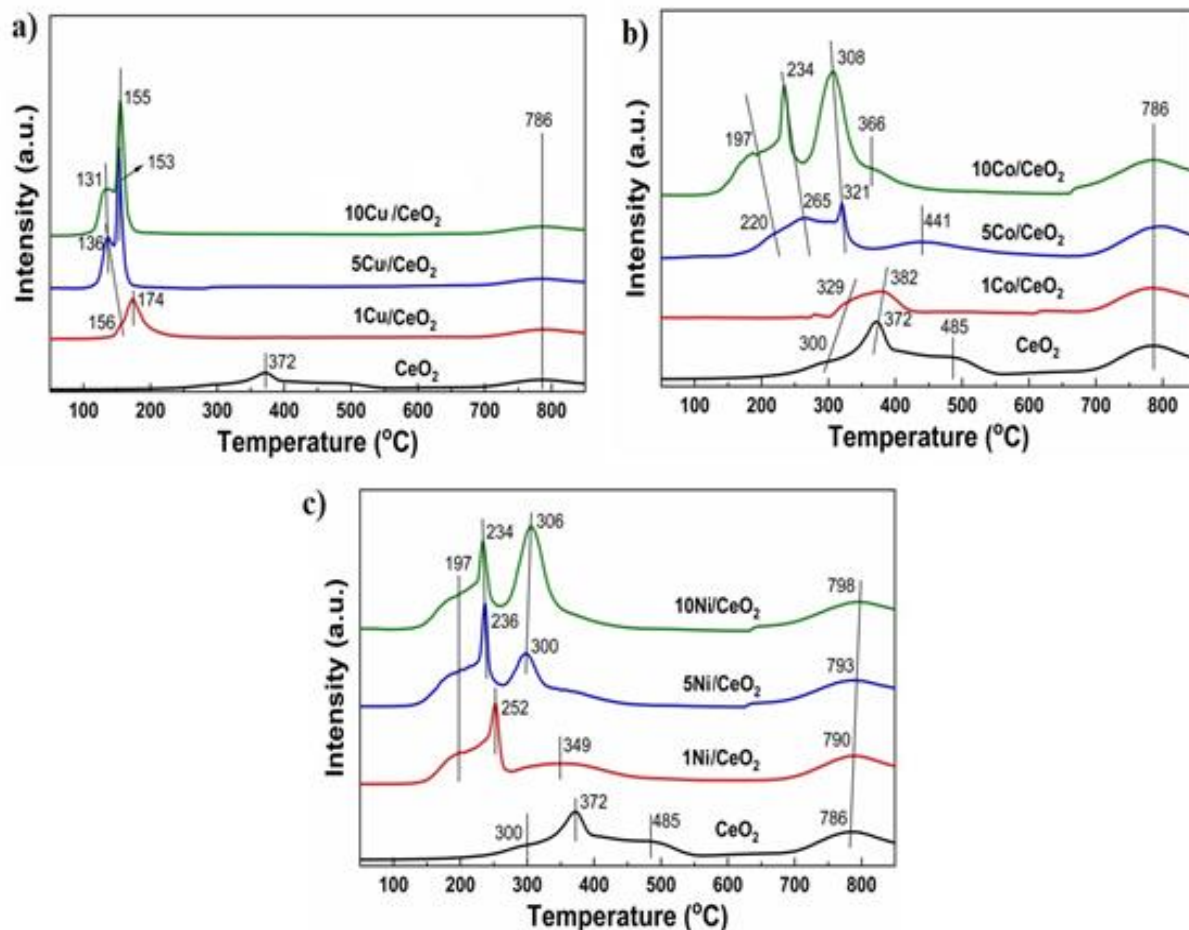 a)
155
153
131
136
156
174
372
786
10Cu /CeO2
5Cu/CeO2
1Cu/CeO2
CeO2
100 200 300 400 500 600 700 800
Temperature (oC)
Intensity (a.u.)
b)
308
234
197
366
786
10Co/CeO2
220
265
321
441
5Co/CeO2
329
382
1Co/CeO2
300
372
485
CeO2
100 200 300 400 500 600 700 800
Temperature (oC)
Intensity (a.u.)
c)
306
234
197
798
10Ni/CeO2
236
300
793
5Ni/CeO2
252
349
790
1Ni/CeO2
372
300
485
786
CeO2
100 200 300 400 500 600 700 800
Temperature (oC)
Intensity (a.u.)